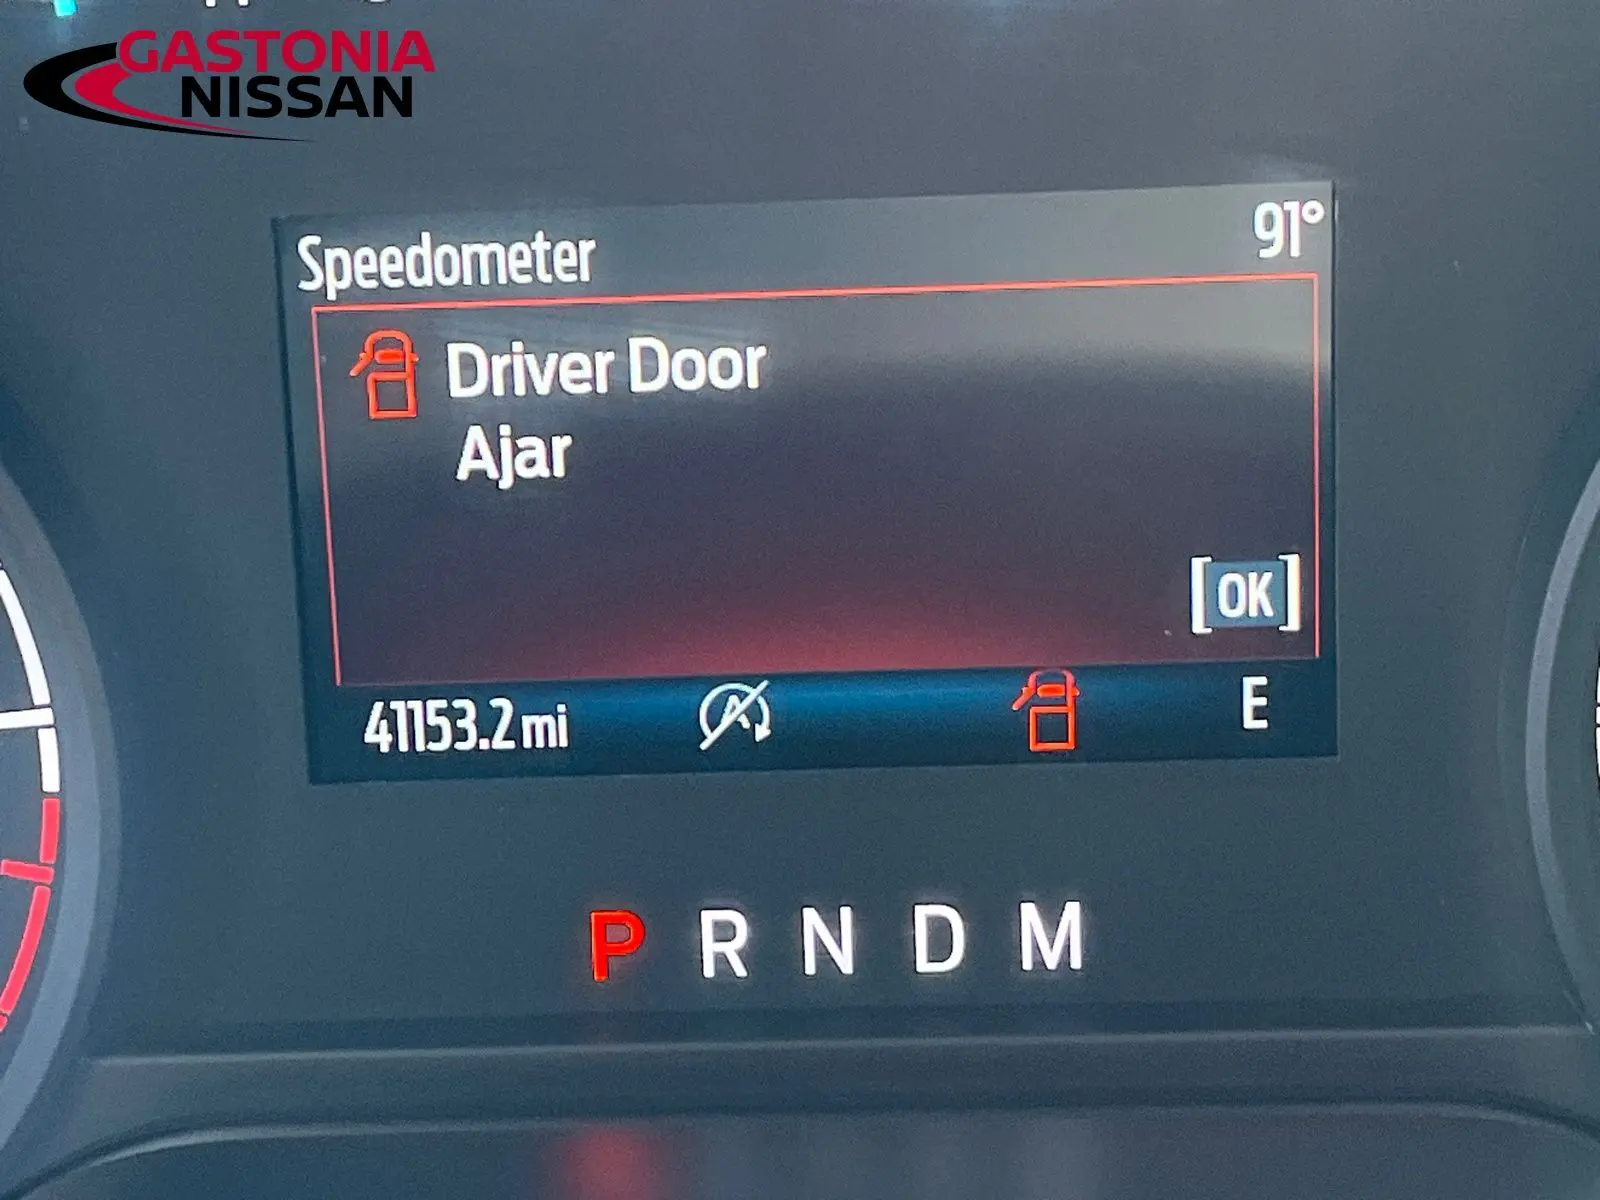 GASTONIA
NISSAN
Speedometer
91°
Driver Door
Ajar
[OK]
41153.2 mi
E
P R N D M